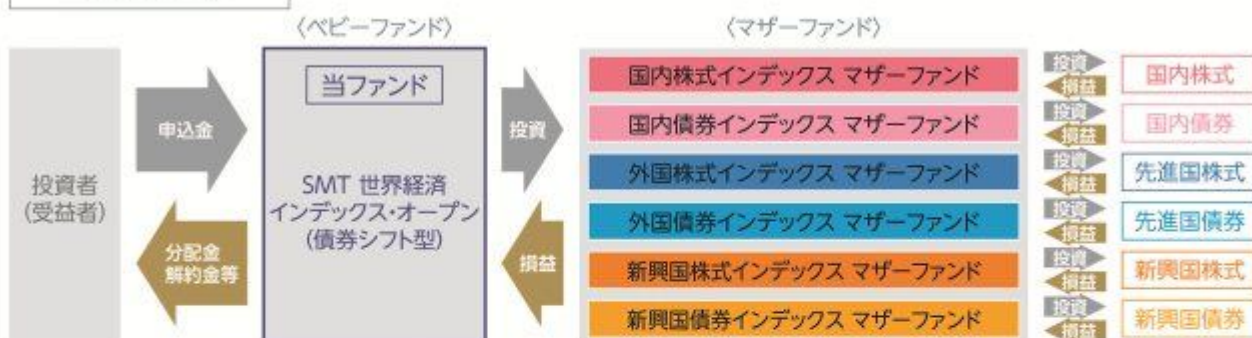 〈ベビーファンド〉
〈マザーファンド〉
投資者
(受益者)
申込金
分配金
解約金等
当ファンド
SMT 世界経済
インデックス・オープン
(債券シフト型)
投資
損益
国内株式インデックス マザーファンド
投資
損益
国内株式
国内債券インデックス マザーファンド
投資
損益
国内債券
外国株式インデックス マザーファンド
投資
損益
先進国株式
外国債券インデックス マザーファンド
投資
損益
先進国債券
新興国株式インデックス マザーファンド
投資
損益
新興国株式
新興国債券インデックス マザーファンド
投資
損益
新興国債券